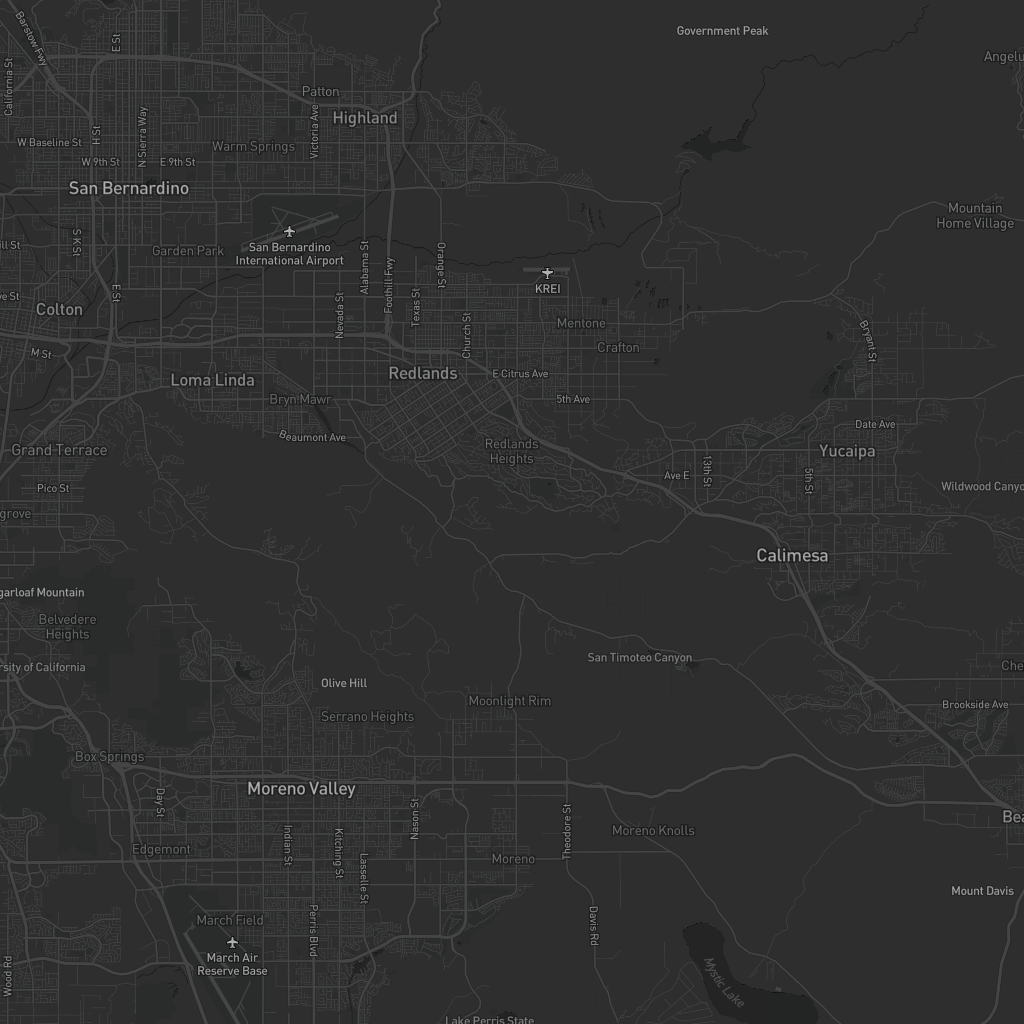 Barstow Fwy
E St
Government Peak
California St
Patton
Highland
Victoria Ave
W Baseline St
H St
N Sierra Way
Warm Springs
W 9th St
E 9th St
San Bernardino
Mountain
Home Village
S K St
Garden Park
San Bernardino
International Airport
Alabama St
Orange St
Foothill Fwy
KREI
E St
Colton
Nevada St
Texas St
Church St
Mentone
Bryant St
M St
Crafton
Loma Linda
Redlands
E Citrus Ave
Bryn Mawr
5th Ave
Beaumont Ave
Date Ave
Grand Terrace
Redlands
Heights
Yucaipa
Pico St
Ave E
13th St
5th St
Wildwood Canyo
grove
Calimesa
garloaf Mountain
Belvedere
Heights
rsity of California
San Timoteo Canyon
Che
Olive Hill
Moonlight Rim
Brookside Ave
Serrano Heights
Box Springs
Moreno Valley
Day St
Nason St
Theodore St
Bea
Indian St
Kitching St
Moreno Knolls
Edgemont
Moreno
Lasselle St
Mount Davis
March Field
Perris Blvd
Davis Rd
March Air
Reserve Base
Wood Rd
Mystic Lake
Lake Perris State